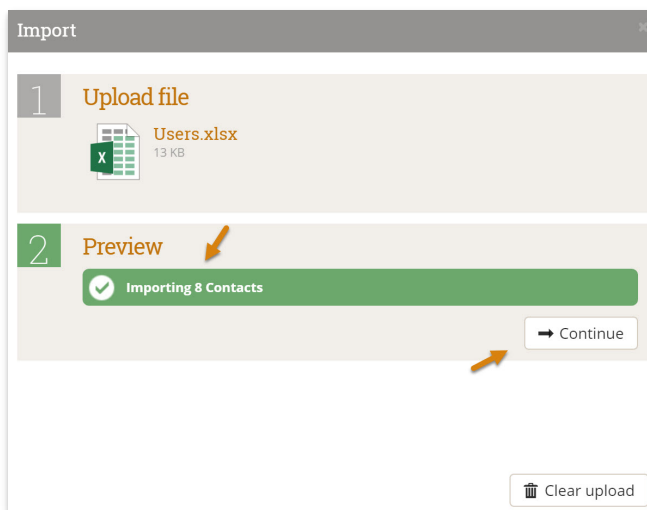 Import
1
Upload file
X
Users.xlsx
13 KB
2
Preview
Importing 8 Contacts
Continue
Clear upload